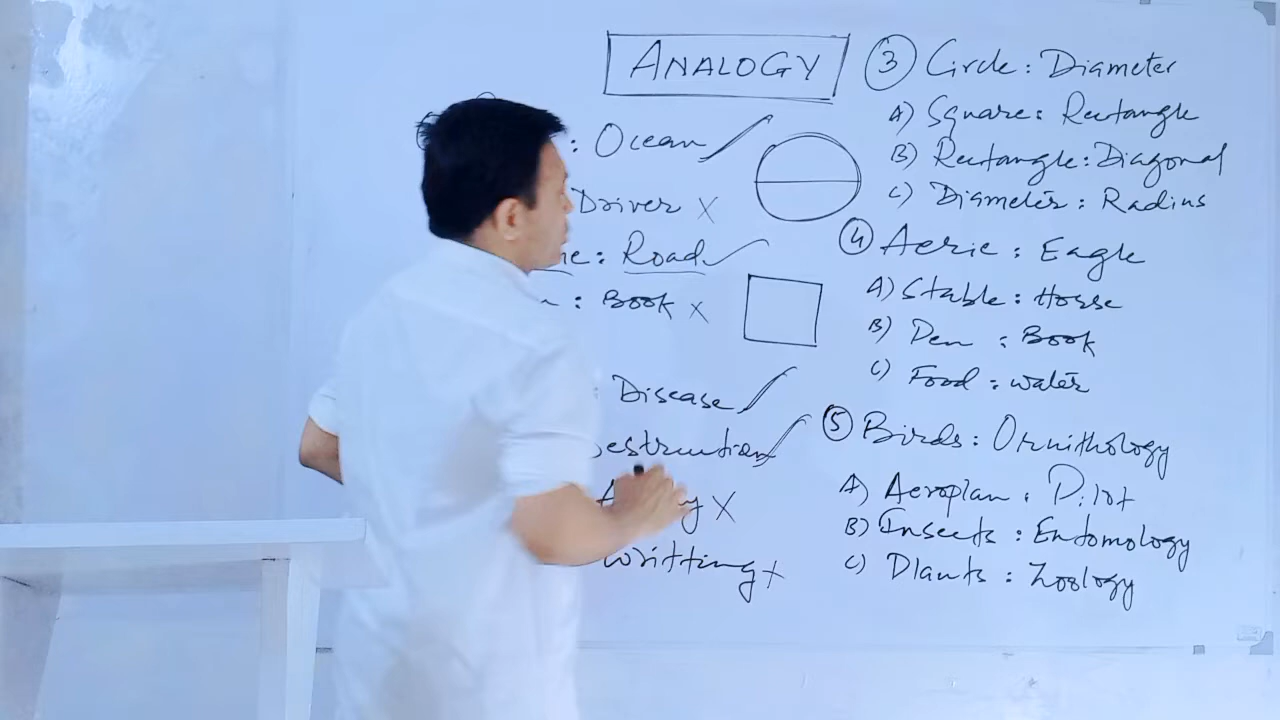 ANALOGY
: Ocean
Driver X
: Road
: Book X
Disease
estruction
X
Writting X
③ Circle : Diameter
A) Square : Rectangle
B) Rectangle : Diagonal
C) Diameter : Radius
④ Aerie : Eagle
A) Stable : Horse
B) Pen : Book
C) Food : water
⑤ Birds : Ornithology
A) Aeroplan : Pilot
B) Insects : Entomology
C) Plants : Zoology